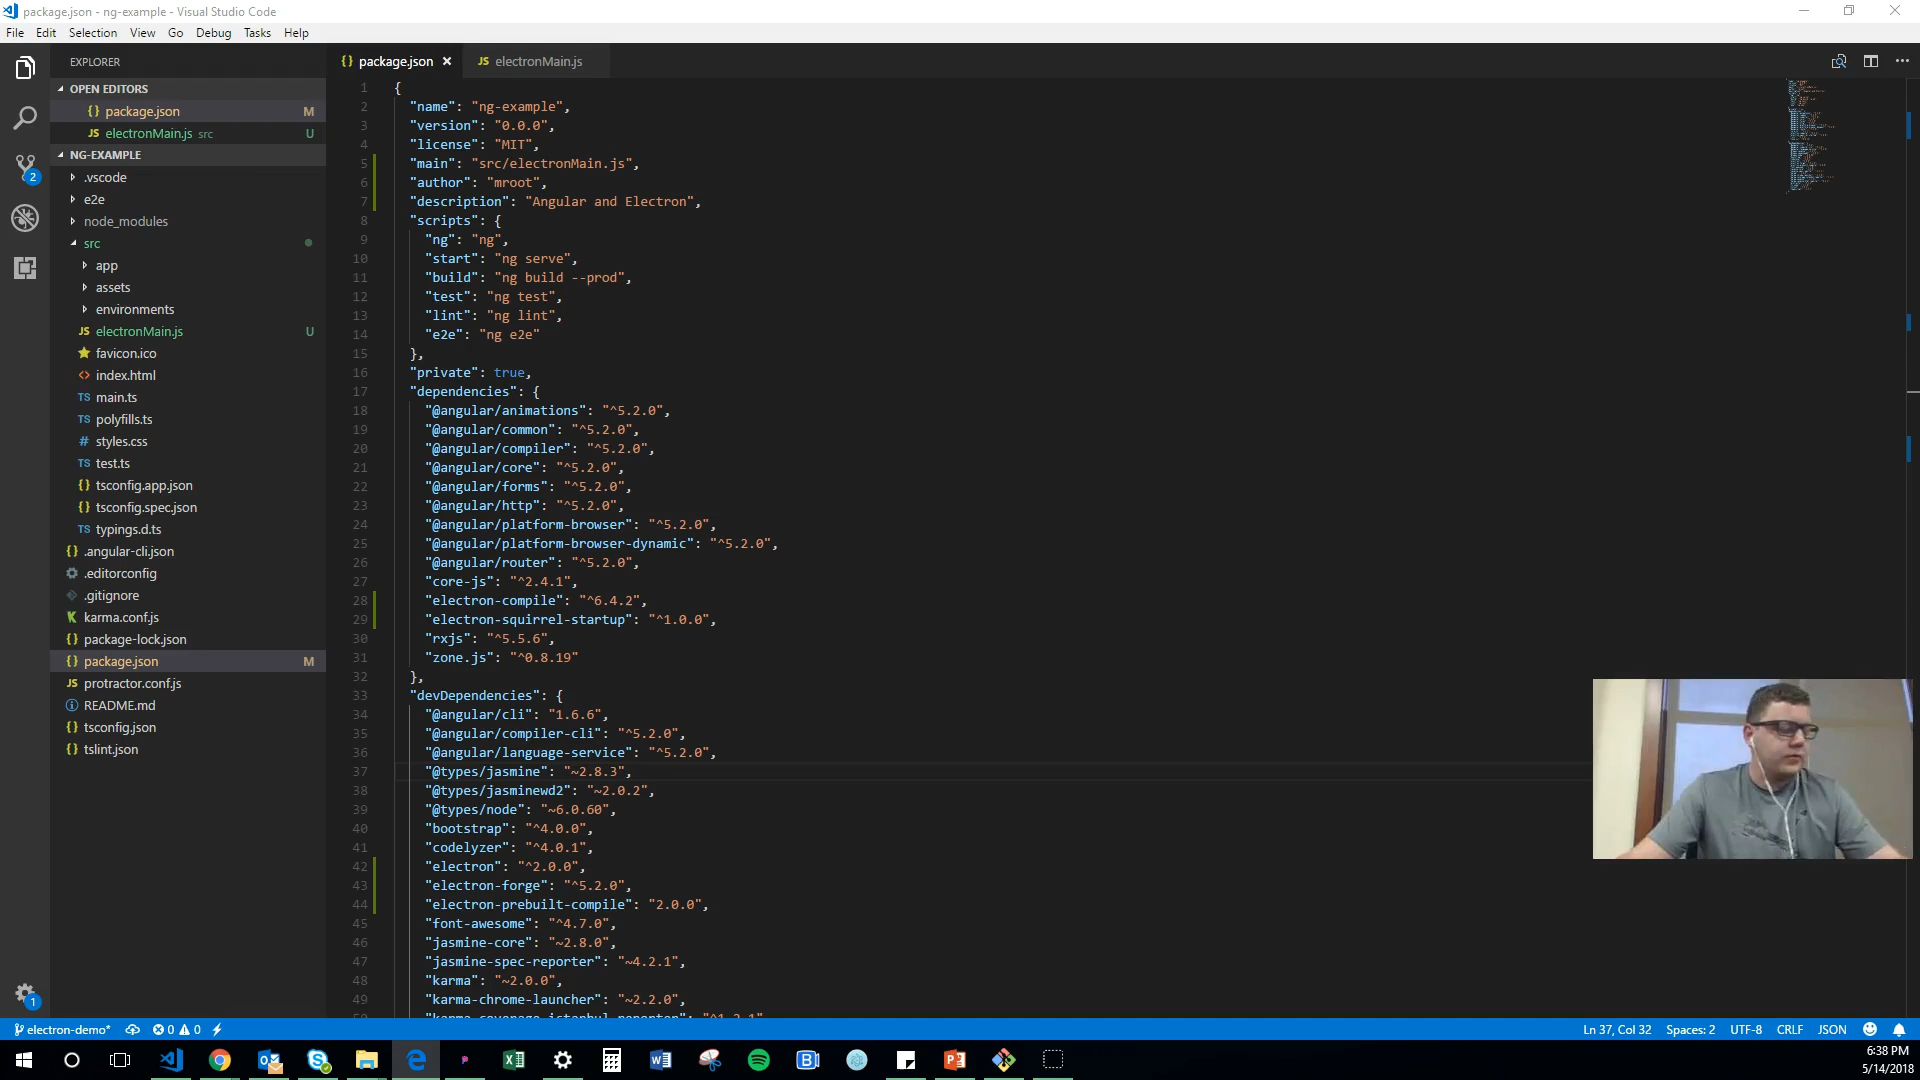 package.json - ng-example - Visual Studio Code
File Edit Selection View Go Debug Tasks Help
EXPLORER
OPEN EDITORS
{} package.json M
JS electronMain.js src U
NG-EXAMPLE
.vscode
e2e
node_modules
src
app
assets
environments
JS electronMain.js U
favicon.ico
<> index.html
TS main.ts
TS polyfills.ts
# styles.css
TS test.ts
{} tsconfig.app.json
{} tsconfig.spec.json
TS typings.d.ts
{} .angular-cli.json
.editorconfig
.gitignore
K karma.conf.js
{} package-lock.json
{} package.json M
JS protractor.conf.js
README.md
{} tsconfig.json
{} tslint.json
2
1
{} package.json × JS electronMain.js
1 {
2 "name": "ng-example",
3 "version": "0.0.0",
4 "license": "MIT",
5 "main": "src/electronMain.js",
6 "author": "mroot",
7 "description": "Angular and Electron",
8 "scripts": {
9 "ng": "ng",
10 "start": "ng serve",
11 "build": "ng build --prod",
12 "test": "ng test",
13 "lint": "ng lint",
14 "e2e": "ng e2e"
15 },
16 "private": true,
17 "dependencies": {
18 "@angular/animations": "^5.2.0",
19 "@angular/common": "^5.2.0",
20 "@angular/compiler": "^5.2.0",
21 "@angular/core": "^5.2.0",
22 "@angular/forms": "^5.2.0",
23 "@angular/http": "^5.2.0",
24 "@angular/platform-browser": "^5.2.0",
25 "@angular/platform-browser-dynamic": "^5.2.0",
26 "@angular/router": "^5.2.0",
27 "core-js": "^2.4.1",
28 "electron-compile": "^6.4.2",
29 "electron-squirrel-startup": "^1.0.0",
30 "rxjs": "^5.5.6",
31 "zone.js": "^0.8.19"
32 },
33 "devDependencies": {
34 "@angular/cli": "1.6.6",
35 "@angular/compiler-cli": "^5.2.0",
36 "@angular/language-service": "^5.2.0",
37 "@types/jasmine": "~2.8.3",
38 "@types/jasminewd2": "~2.0.2",
39 "@types/node": "~6.0.60",
40 "bootstrap": "^4.0.0",
41 "codelyzer": "^4.0.1",
42 "electron": "^2.0.0",
43 "electron-forge": "^5.2.0",
44 "electron-prebuilt-compile": "2.0.0",
45 "font-awesome": "^4.7.0",
46 "jasmine-core": "~2.8.0",
47 "jasmine-spec-reporter": "~4.2.1",
48 "karma": "~2.0.0",
49 "karma-chrome-launcher": "~2.2.0",
electron-demo* 0 0 Ln 37, Col 32 Spaces: 2 UTF-8 CRLF JSON
6:38 PM
5/14/2018